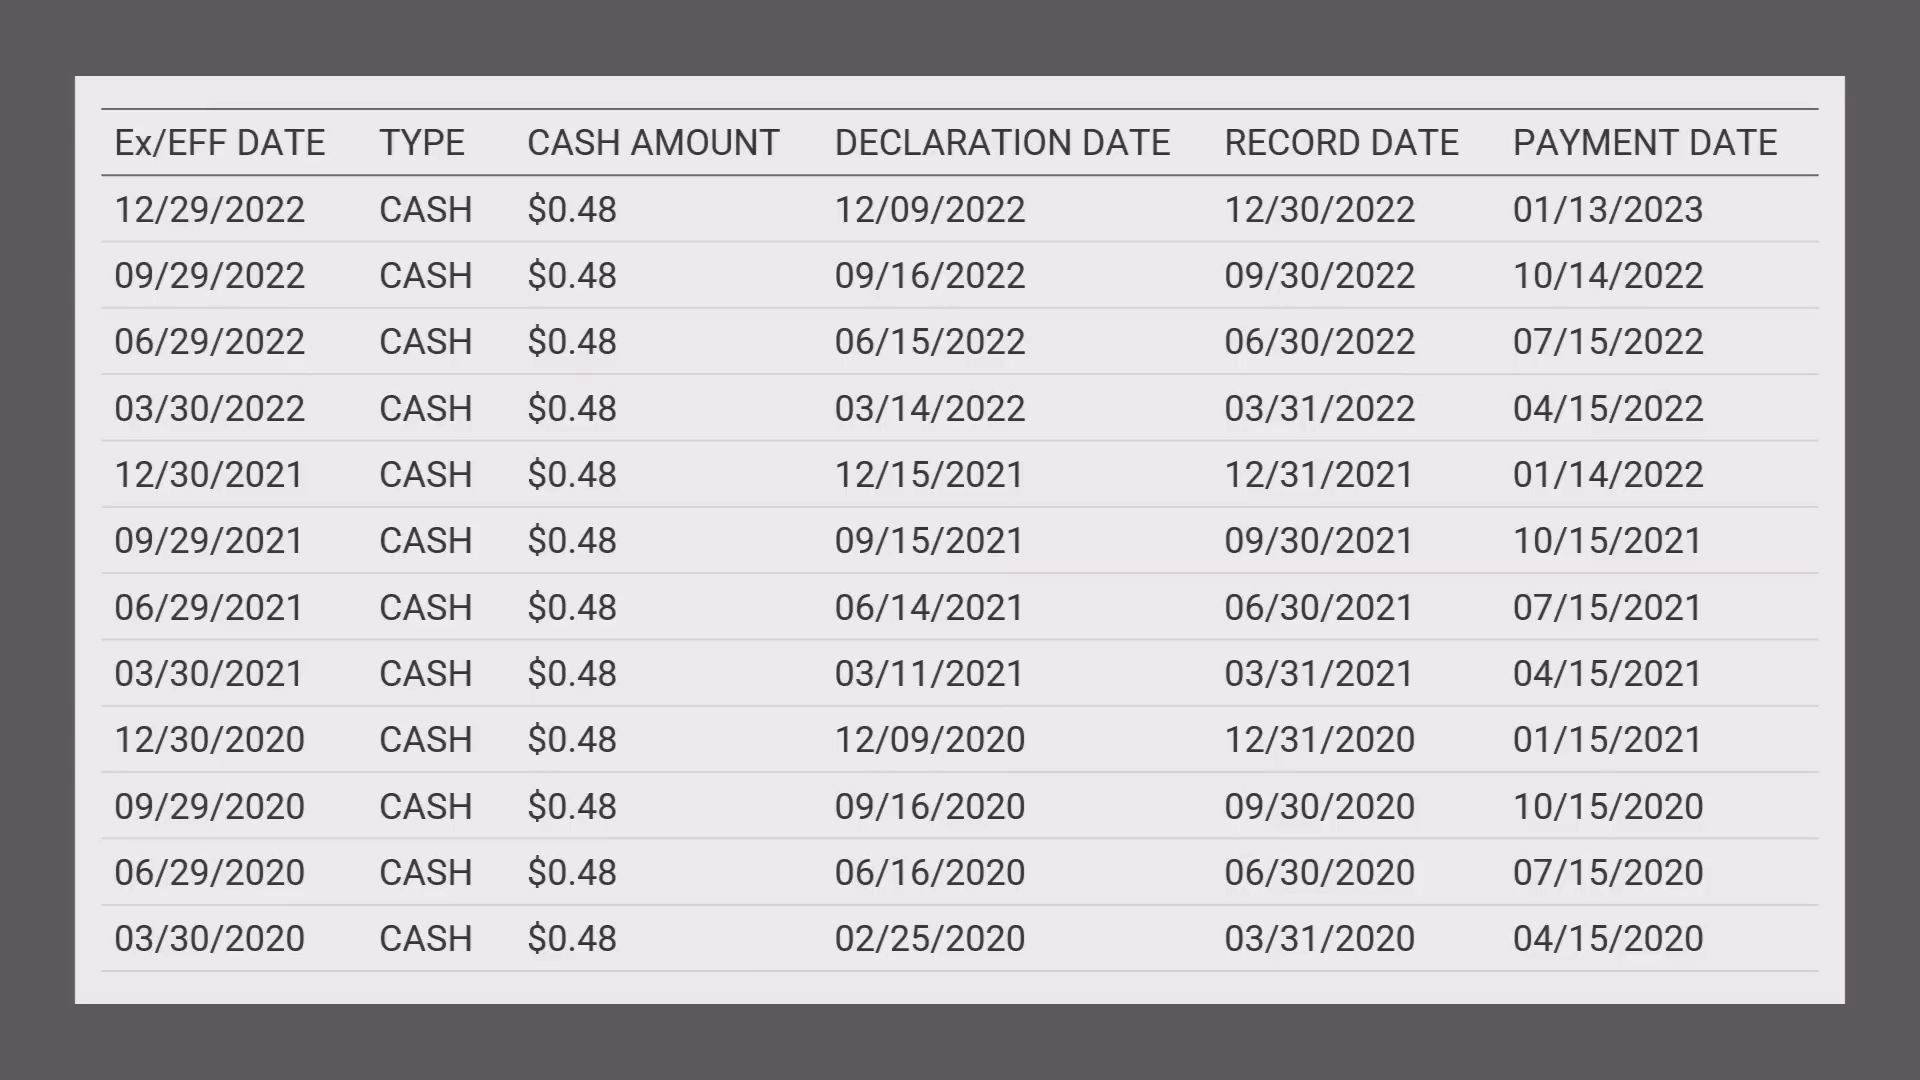 Ex/EFF DATE TYPE CASH AMOUNT DECLARATION DATE RECORD DATE PAYMENT DATE
12/29/2022 CASH $0.48 12/09/2022 12/30/2022 01/13/2023
09/29/2022 CASH $0.48 09/16/2022 09/30/2022 10/14/2022
06/29/2022 CASH $0.48 06/15/2022 06/30/2022 07/15/2022
03/30/2022 CASH $0.48 03/14/2022 03/31/2022 04/15/2022
12/30/2021 CASH $0.48 12/15/2021 12/31/2021 01/14/2022
09/29/2021 CASH $0.48 09/15/2021 09/30/2021 10/15/2021
06/29/2021 CASH $0.48 06/14/2021 06/30/2021 07/15/2021
03/30/2021 CASH $0.48 03/11/2021 03/31/2021 04/15/2021
12/30/2020 CASH $0.48 12/09/2020 12/31/2020 01/15/2021
09/29/2020 CASH $0.48 09/16/2020 09/30/2020 10/15/2020
06/29/2020 CASH $0.48 06/16/2020 06/30/2020 07/15/2020
03/30/2020 CASH $0.48 02/25/2020 03/31/2020 04/15/2020